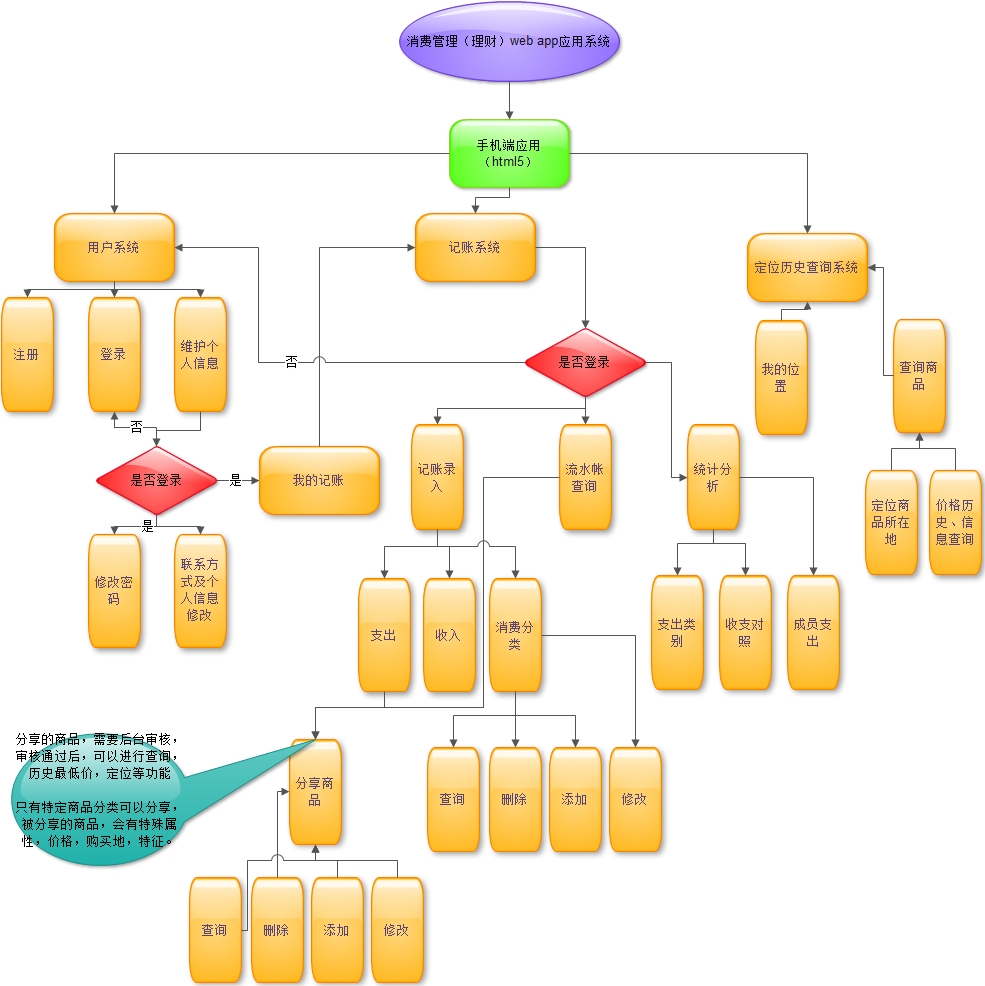 消费管理（理财）web app应用系统
手机端应用
（html5）
用户系统
记账系统
定位历史查询系统
注册
登录
维护个
人信息
否
是否登录
我的位
置
查询商
品
否
是否登录
是
我的记账
记账录
入
流水帐
查询
统计分
析
定位商
品所在
地
价格历
史、信
息查询
是
修改密
码
联系方
式及个
人信息
修改
支出
收入
消费分
类
支出类
别
收支对
照
成员支
出
分享的商品，需要后台审核，
审核通过后，可以进行查询，
历史最低价，定位等功能
只有特定商品分类可以分享，
被分享的商品，会有特殊属
性，价格，购买地，特征。
分享商
品
查询
删除
添加
修改
查询
删除
添加
修改